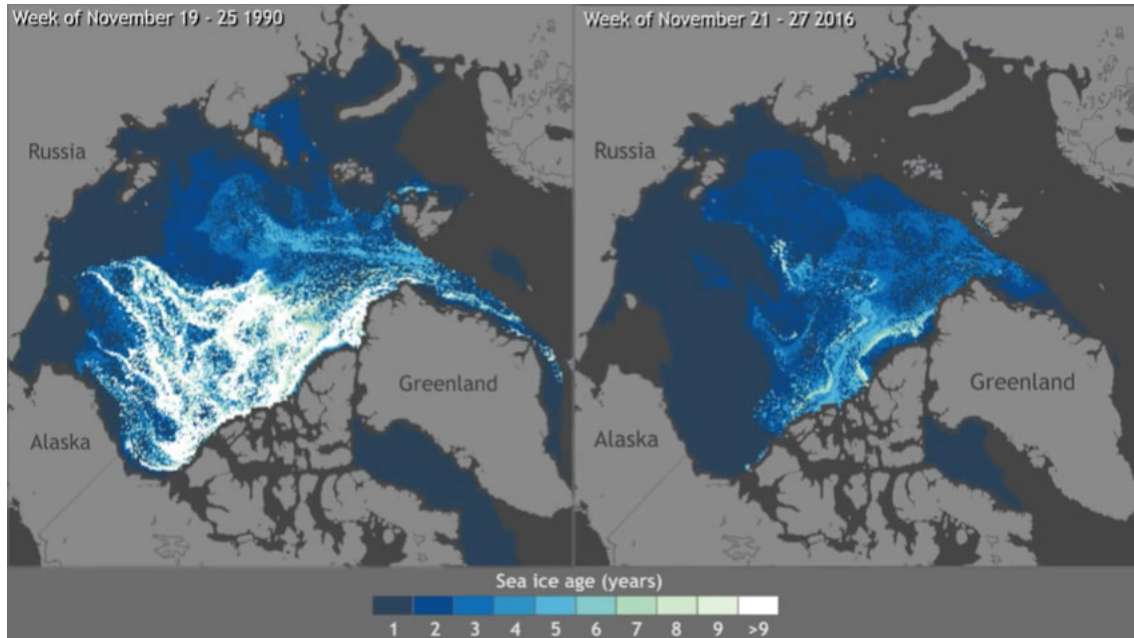 Week of November 19 - 25 1990
Week of November 21 - 27 2016
Russia
Russia
Greenland
Greenland
Alaska
Alaska
Sea ice age (years)
1 2 3 4 5 6 7 8 9 >9